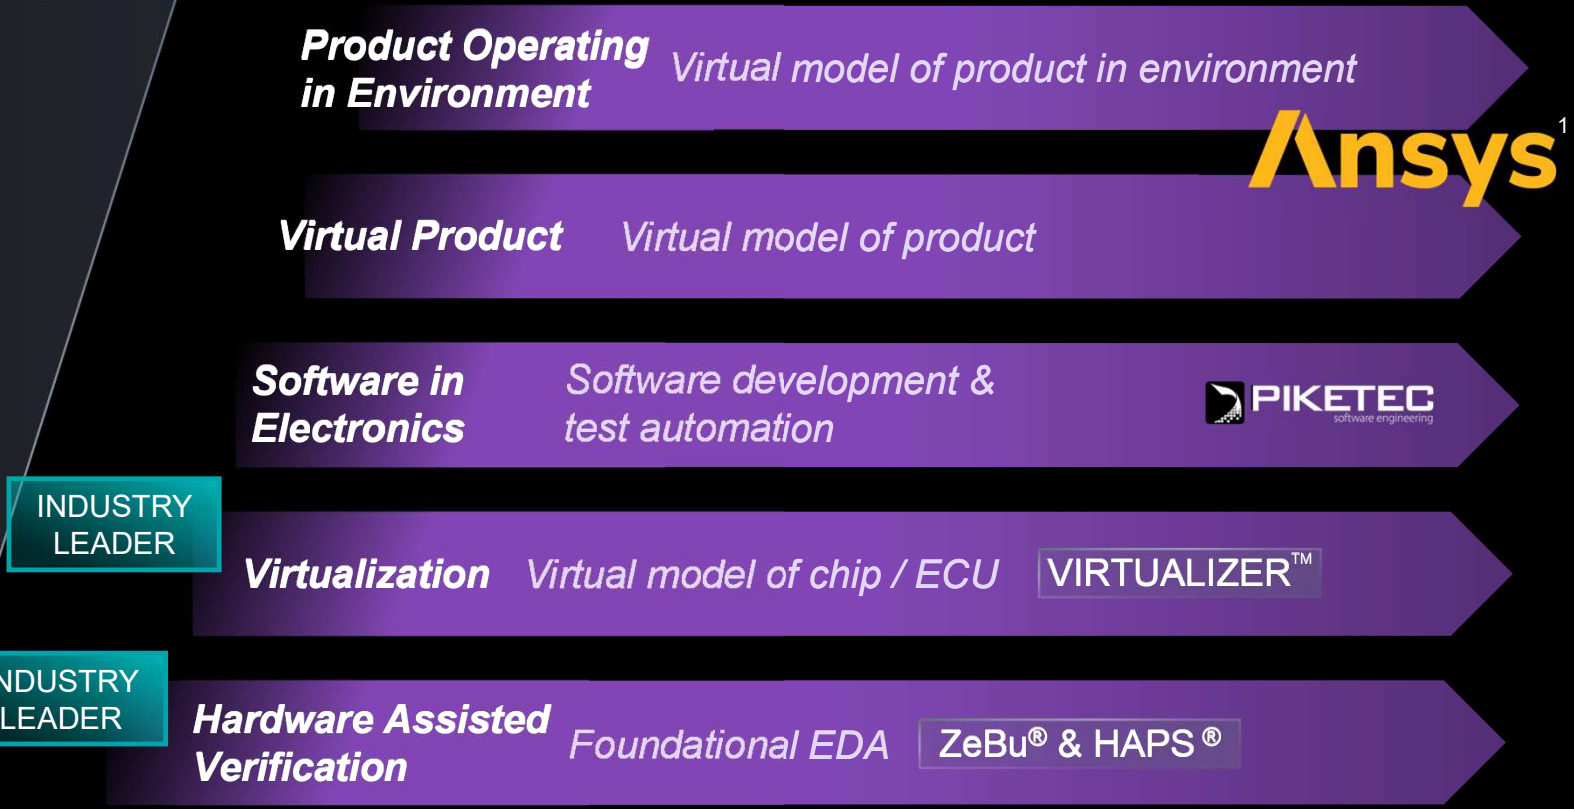 Product Operating
in Environment
Virtual model of product in environment
Ansys
1
Virtual Product
Virtual model of product
Software in
Electronics
Software development &
test automation
PIKETEC
software engineering
INDUSTRY
LEADER
Virtualization
Virtual model of chip / ECU
VIRTUALIZER™
NDUSTRY
LEADER
Hardware Assisted
Verification
Foundational EDA
ZeBu® & HAPS ®